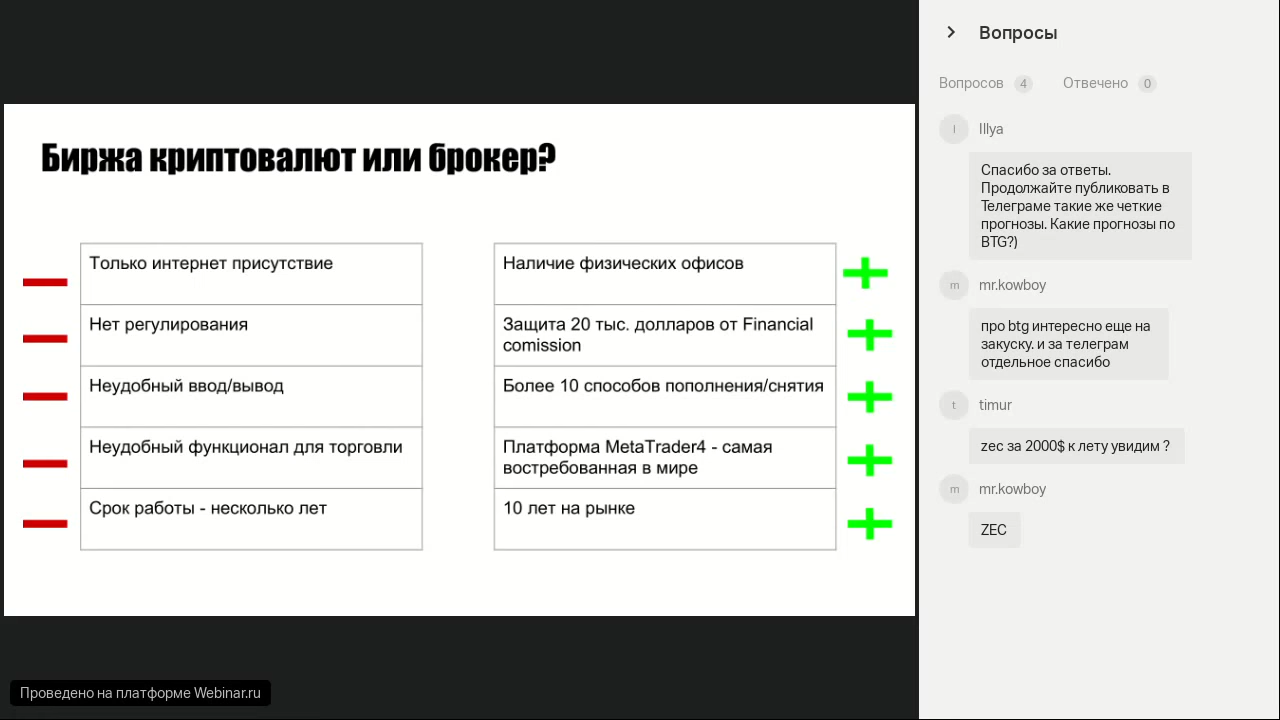 Биржа криптовалют или брокер?
Только интернет присутствие
Нет регулирования
Неудобный ввод/вывод
Неудобный функционал для торговли
Срок работы - несколько лет
Наличие физических офисов
Защита 20 тыс. долларов от Financial
comission
Более 10 способов пополнения/снятия
Платформа MetaTrader4 - самая
востребованная в мире
10 лет на рынке
Проведено на платформе Webinar.ru
Вопросы
Вопросов 4 Отвечено 0
I Illya
Спасибо за ответы.
Продолжайте публиковать в
Телеграме такие же четкие
прогнозы. Какие прогнозы по
BTG?)
m mr.kowboy
про btg интересно еще на
закуску. и за телеграм
отдельное спасибо
t timur
zec за 2000$ к лету увидим ?
m mr.kowboy
ZEC